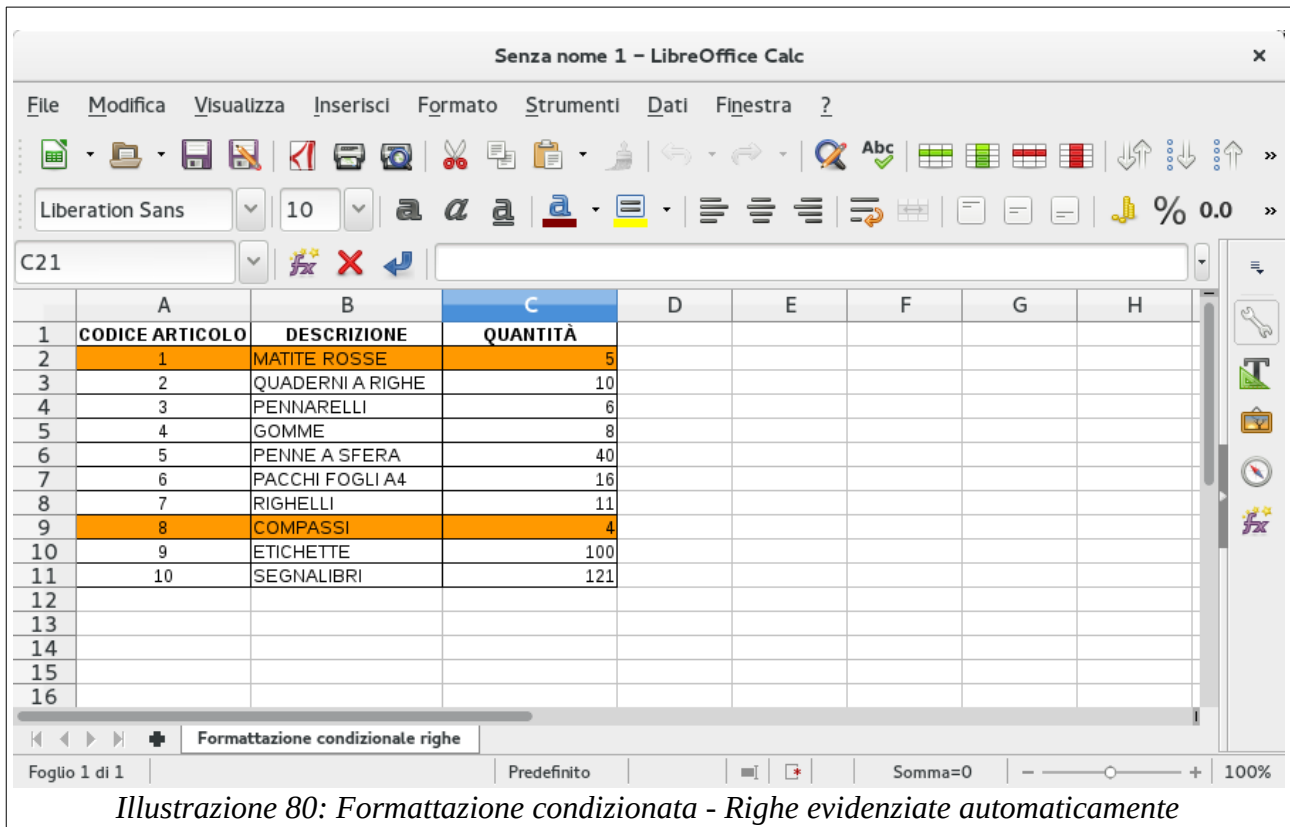 Senza nome 1 – LibreOffice Calc
File Modifica Visualizza Inserisci Formato Strumenti Dati Finestra ?
Abc »
Liberation Sans 10 a a a a % 0.0 »
C21 fx
A B C D E F G H
1 CODICE ARTICOLO DESCRIZIONE QUANTITÀ
2 1 MATITE ROSSE 5
3 2 QUADERNI A RIGHE 10
4 3 PENNARELLI 6
5 4 GOMME 8
6 5 PENNE A SFERA 40
7 6 PACCHI FOGLI A4 16
8 7 RIGHELLI 11
9 8 COMPASSI 4
10 9 ETICHETTE 100
11 10 SEGNALIBRI 121
12
13
14
15
16
Formattazione condizionale righe
Foglio 1 di 1 Predefinito Somma=0 100%
Illustrazione 80: Formattazione condizionata - Righe evidenziate automaticamente